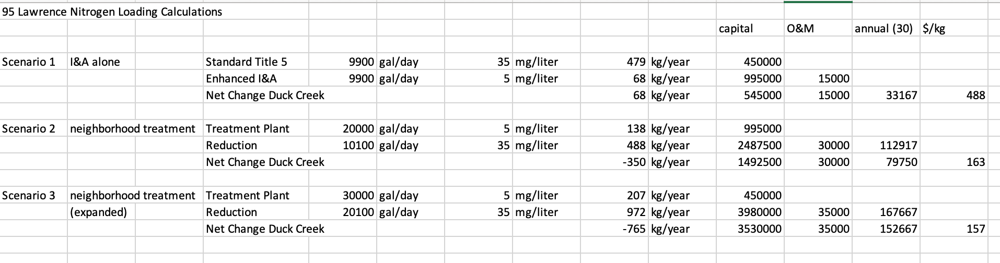 95 Lawrence Nitrogen Loading Calculations
capital O&M annual (30) $/kg
Scenario 1 I&A alone Standard Title 5 9900 gal/day 35 mg/liter 479 kg/year 450000
Enhanced I&A 9900 gal/day 5 mg/liter 68 kg/year 995000 15000
Net Change Duck Creek 68 kg/year 545000 15000 33167 488
Scenario 2 neighborhood treatment Treatment Plant 20000 gal/day 5 mg/liter 138 kg/year 995000
Reduction 10100 gal/day 35 mg/liter 488 kg/year 2487500 30000 112917
Net Change Duck Creek -350 kg/year 1492500 30000 79750 163
Scenario 3 neighborhood treatment Treatment Plant 30000 gal/day 5 mg/liter 207 kg/year 450000
(expanded) Reduction 20100 gal/day 35 mg/liter 972 kg/year 3980000 35000 167667
Net Change Duck Creek -765 kg/year 3530000 35000 152667 157